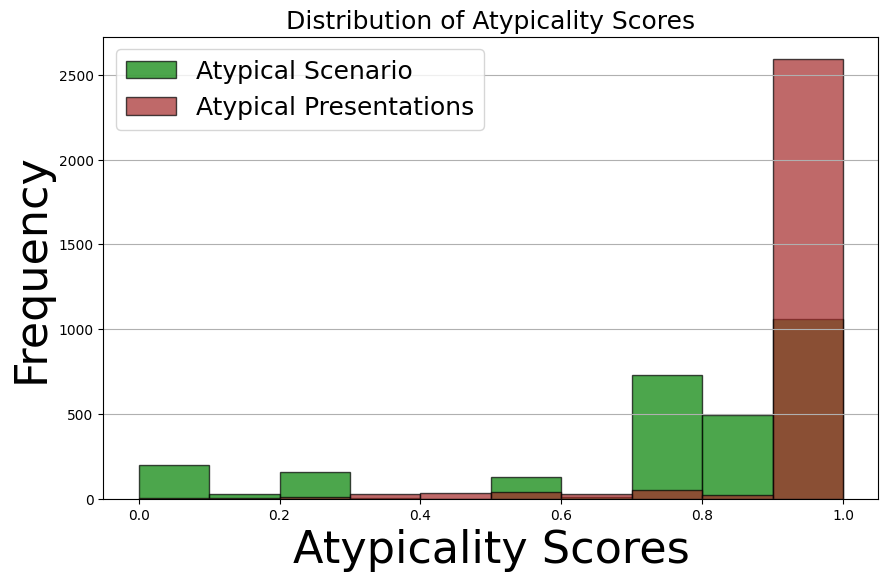 Distribution of Atypicality Scores
Atypical Scenario
Atypical Presentations
Frequency
2500
2000
1500
1000
500
0
0.0 0.2 0.4 0.6 0.8 1.0
Atypicality Scores